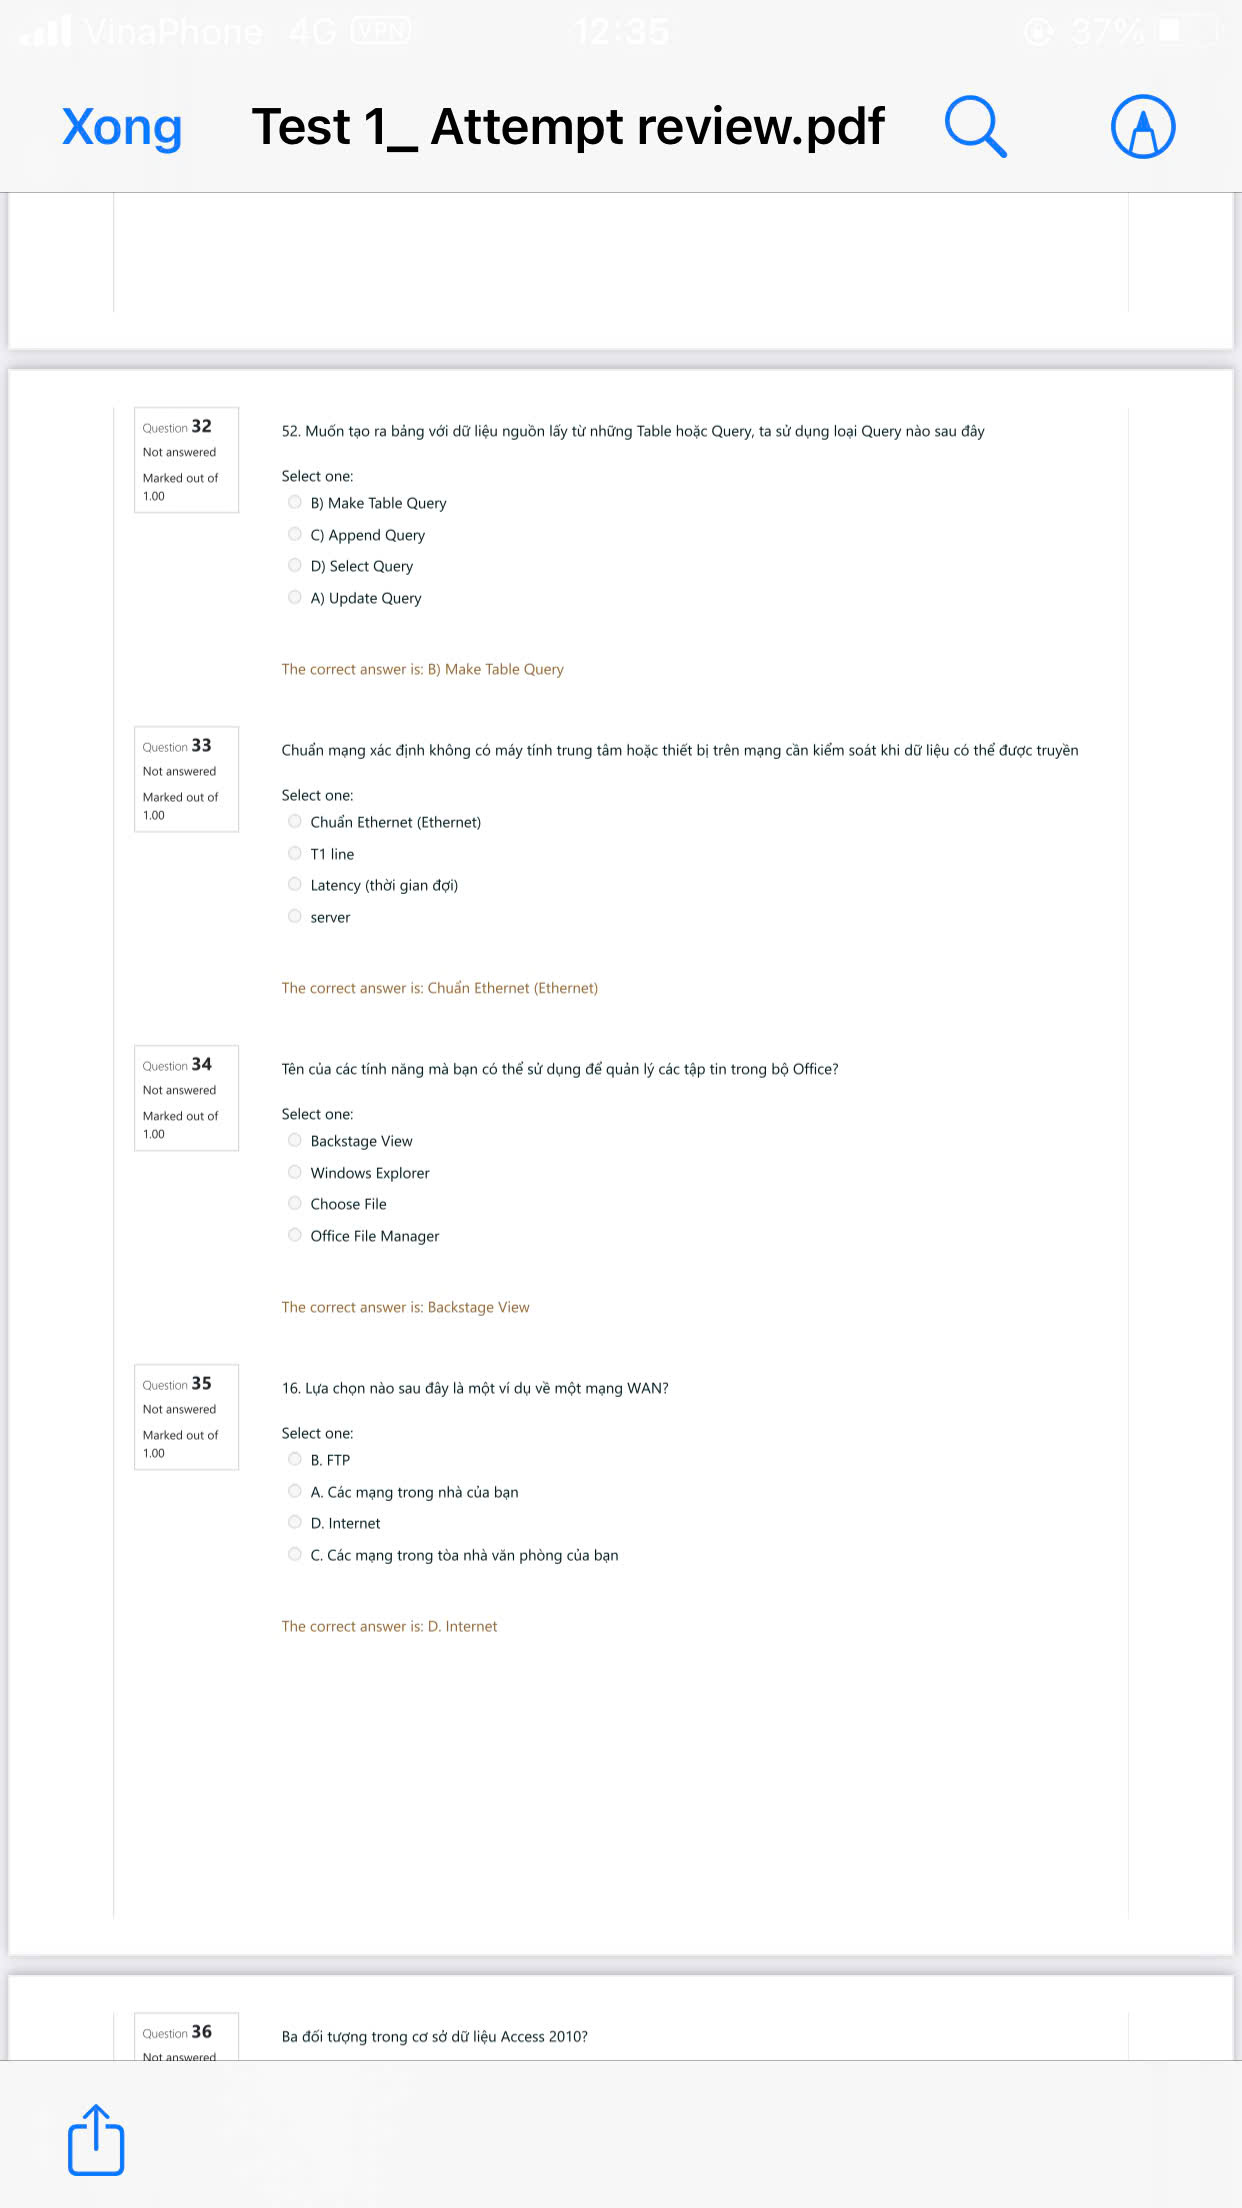 VinaPhone 4G VPN 12:35 37%
Xong Test 1_ Attempt review.pdf
Question 32
Not answered
Marked out of
1.00
52. Muốn tạo ra bảng với dữ liệu nguồn lấy từ những Table hoặc Query, ta sử dụng loại Query nào sau đây
Select one:
B) Make Table Query
C) Append Query
D) Select Query
A) Update Query
The correct answer is: B) Make Table Query
Question 33
Not answered
Marked out of
1.00
Chuẩn mạng xác định không có máy tính trung tâm hoặc thiết bị trên mạng cần kiểm soát khi dữ liệu có thể được truyền
Select one:
Chuẩn Ethernet (Ethernet)
T1 line
Latency (thời gian đợi)
server
The correct answer is: Chuẩn Ethernet (Ethernet)
Question 34
Not answered
Marked out of
1.00
Tên của các tính năng mà bạn có thể sử dụng để quản lý các tập tin trong bộ Office?
Select one:
Backstage View
Windows Explorer
Choose File
Office File Manager
The correct answer is: Backstage View
Question 35
Not answered
Marked out of
1.00
16. Lựa chọn nào sau đây là một ví dụ về một mạng WAN?
Select one:
B. FTP
A. Các mạng trong nhà của bạn
D. Internet
C. Các mạng trong tòa nhà văn phòng của bạn
The correct answer is: D. Internet
Question 36
Not answered
Ba đối tượng trong cơ sở dữ liệu Access 2010?